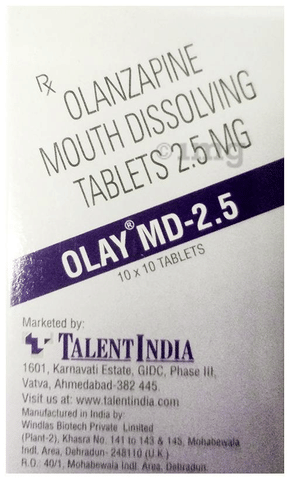 Rx OLANZAPINE
MOUTH DISSOLVING
TABLETS 2.5 MG
1mg
OLAY® MD-2.5
10 x 10 TABLETS
Marketed by:
TALENTINDIA
1601, Karnavati Estate, GIDC, Phase III,
Vatva, Ahmedabad-382 445.
Visit us at: www.talentindia.com
Manufactured in India by:
Windlas Biotech Private Limited
(Plant-2), Khasra No. 141 to 143 & 145, Mohabewala
Indl. Area, Dehradun- 248110 (U.K.)
R.D.: 40/1, Mohabewala Indl. Area, Dehradun.